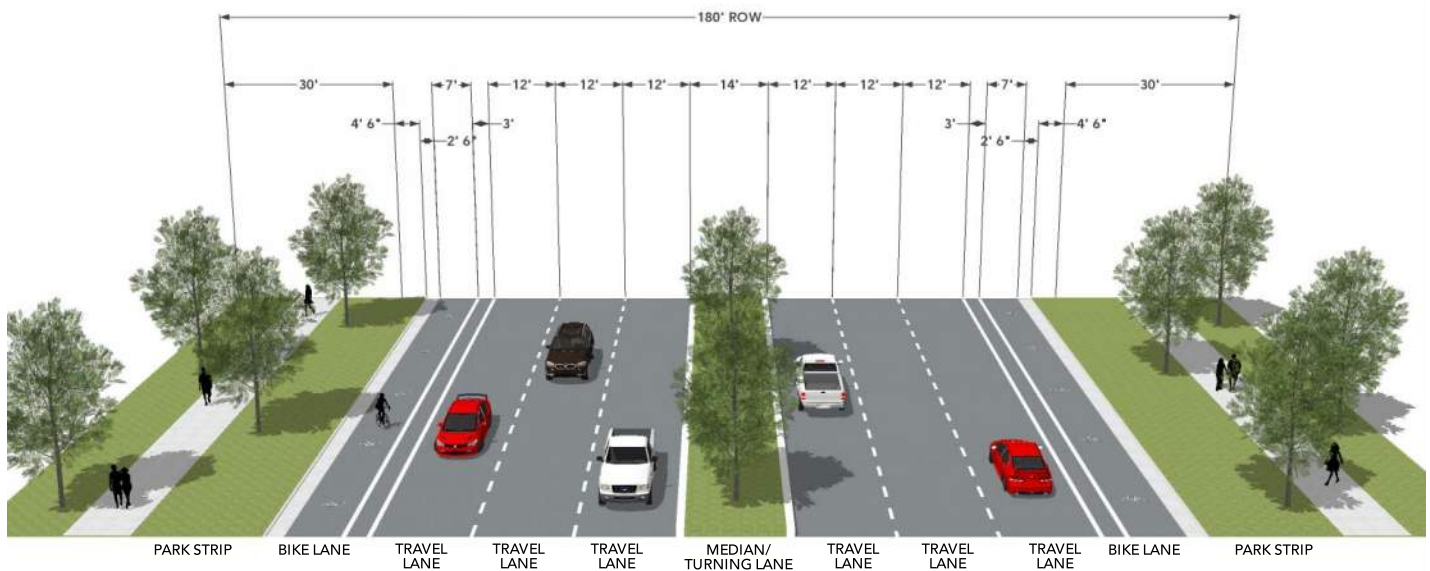 180' ROW
30'
7'
12'
12'
12'
14'
12'
12'
12'
7'
30'
4' 6"
3'
3'
4' 6"
2' 6"
2' 6"
PARK STRIP
BIKE LANE
TRAVEL
LANE
TRAVEL
LANE
TRAVEL
LANE
MEDIAN/
TURNING LANE
TRAVEL
LANE
TRAVEL
LANE
TRAVEL
LANE
BIKE LANE
PARK STRIP